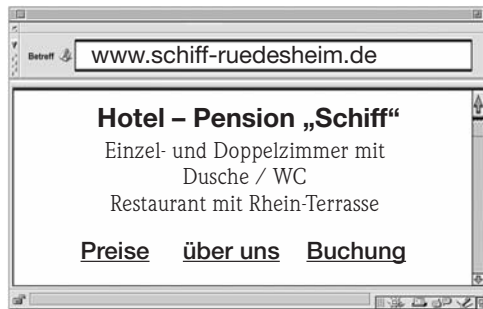 Betreff www.schiff-ruedesheim.de
Hotel – Pension „Schiff“
Einzel- und Doppelzimmer mit
Dusche / WC
Restaurant mit Rhein-Terrasse
Preise über uns Buchung